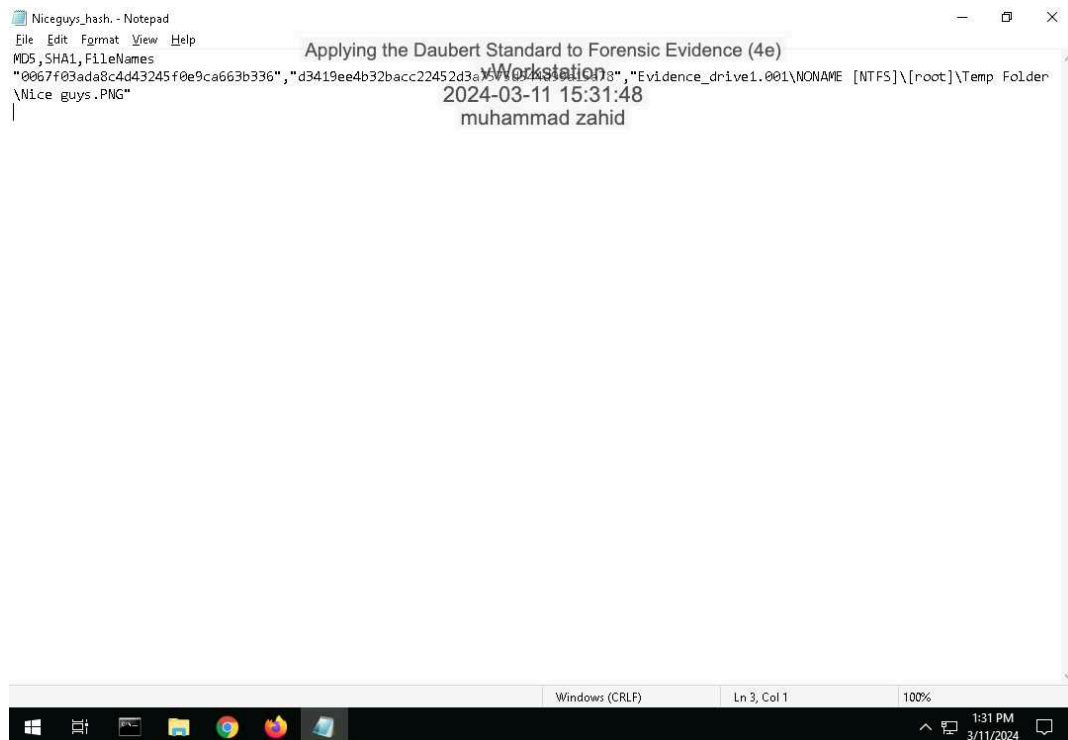 Niceguys_hash. - Notepad
File Edit Format View Help
Applying the Daubert Standard to Forensic Evidence (4e)
vWorkstation
2024-03-11 15:31:48
muhammad zahid
MD5,SHA1,FileNames
"0067f03ada8c4d43245f0e9ca663b336","Evidence_drive1.001\NONAME [NTFS]\[root]\Temp Folder
\Nice guys.PNG"
Windows (CRLF)
Ln 3, Col 1
100%
1:31 PM
3/11/2024